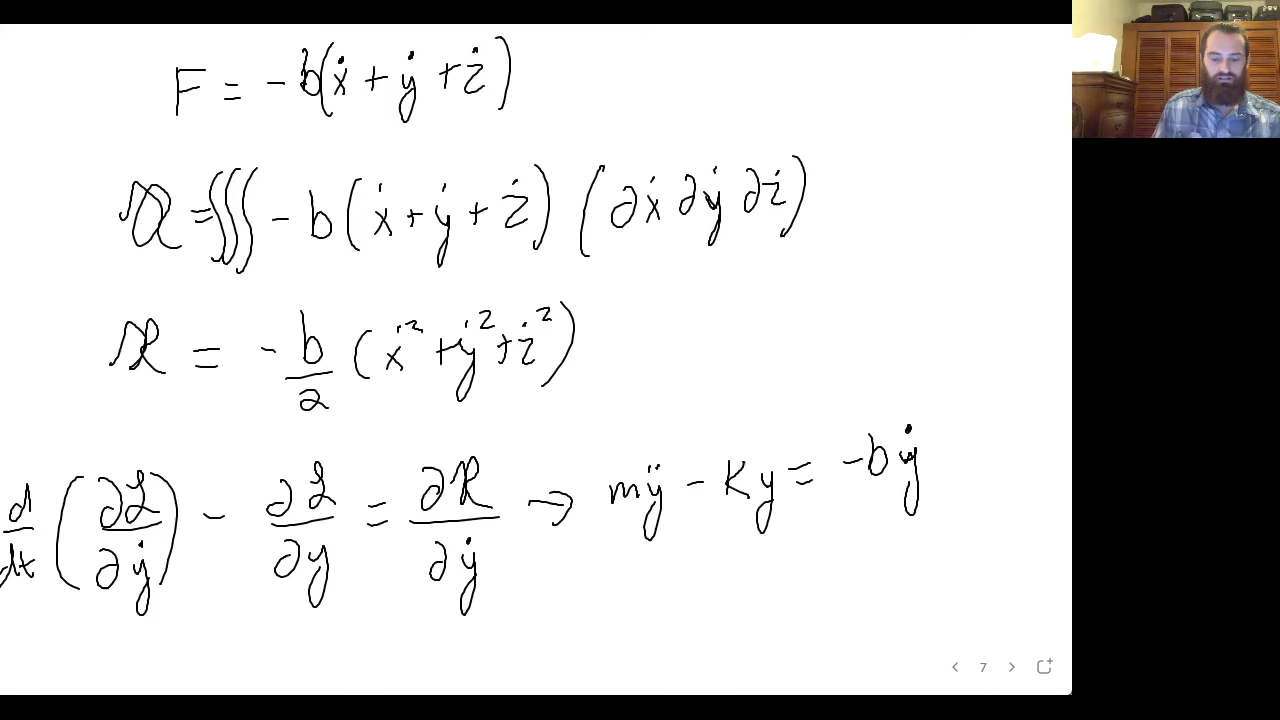 F = -b(ẋ + ẏ + ż)
ℛ = ∫∫∫ -b(ẋ + ẏ + ż) (∂ẋ ∂ẏ ∂ż)
ℛ = -b/2 (ẋ² + ẏ² + ż²)
d/dt (∂ℒ/∂ẏ) - ∂ℒ/∂y = ∂ℛ/∂ẏ → mÿ - Ky = -bẏ
< 7 >